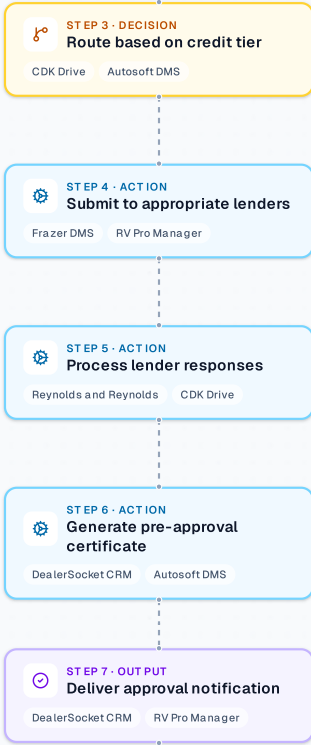 STEP 3 · DECISION
Route based on credit tier
CDK Drive Autosoft DMS
STEP 4 · ACTION
Submit to appropriate lenders
Frazer DMS RV Pro Manager
STEP 5 · ACTION
Process lender responses
Reynolds and Reynolds CDK Drive
STEP 6 · ACTION
Generate pre-approval
certificate
DealerSocket CRM Autosoft DMS
STEP 7 · OUTPUT
Deliver approval notification
DealerSocket CRM RV Pro Manager